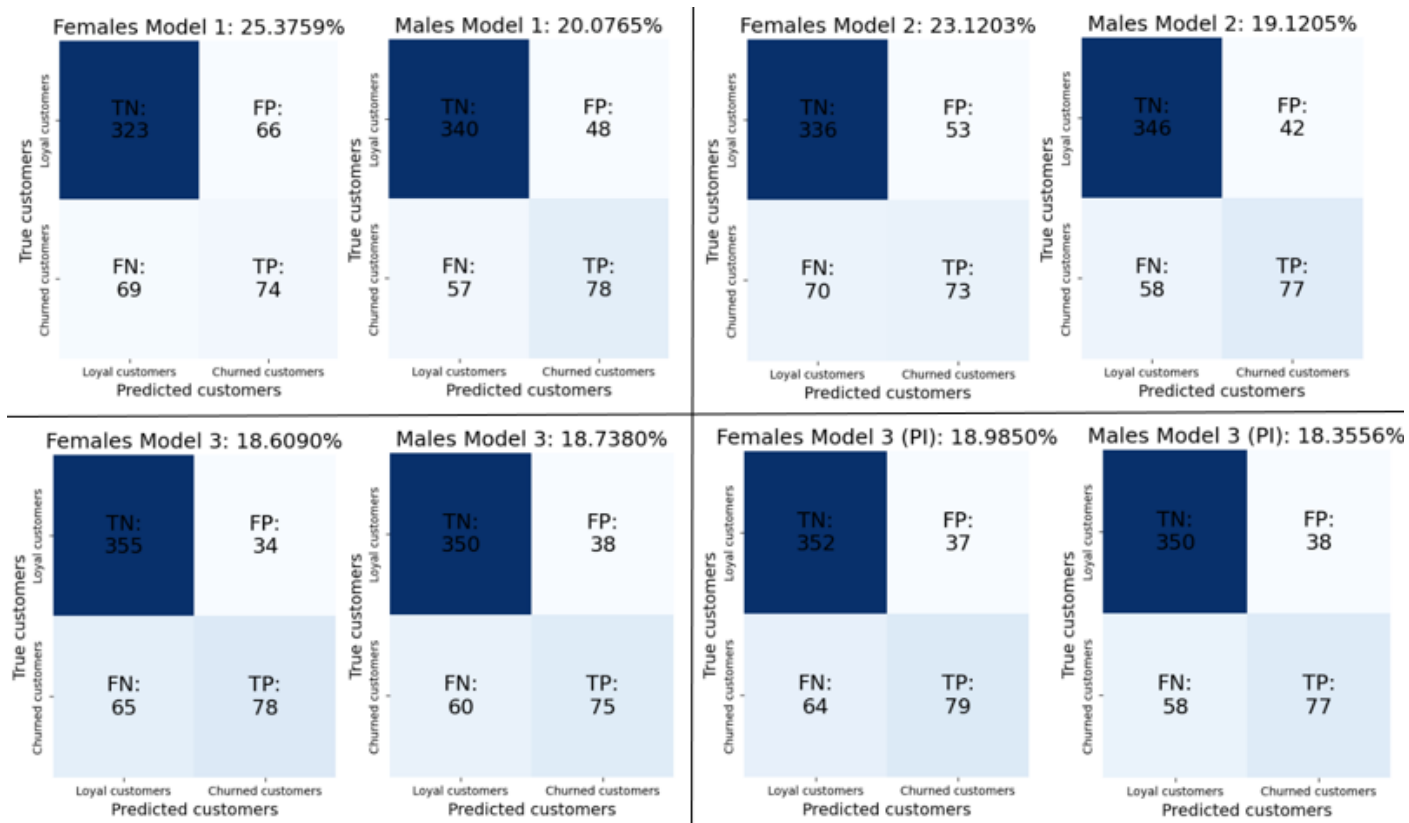 Females Model 1: 25.3759%
True customers
Loyal customers
Churned customers
TN:
323
FP:
66
FN:
69
TP:
74
Loyal customers
Churned customers
Predicted customers
Males Model 1: 20.0765%
True customers
Loyal customers
Churned customers
TN:
340
FP:
48
FN:
57
TP:
78
Loyal customers
Churned customers
Predicted customers
Females Model 2: 23.1203%
True customers
Loyal customers
Churned customers
TN:
336
FP:
53
FN:
70
TP:
73
Loyal customers
Churned customers
Predicted customers
Males Model 2: 19.1205%
True customers
Loyal customers
Churned customers
TN:
346
FP:
42
FN:
58
TP:
77
Loyal customers
Churned customers
Predicted customers
Females Model 3: 18.6090%
True customers
Loyal customers
Churned customers
TN:
355
FP:
34
FN:
65
TP:
78
Loyal customers
Churned customers
Predicted customers
Males Model 3: 18.7380%
True customers
Loyal customers
Churned customers
TN:
350
FP:
38
FN:
60
TP:
75
Loyal customers
Churned customers
Predicted customers
Females Model 3 (PI): 18.9850%
True customers
Loyal customers
Churned customers
TN:
352
FP:
37
FN:
64
TP:
79
Loyal customers
Churned customers
Predicted customers
Males Model 3 (PI): 18.3556%
True customers
Loyal customers
Churned customers
TN:
350
FP:
38
FN:
58
TP:
77
Loyal customers
Churned customers
Predicted customers